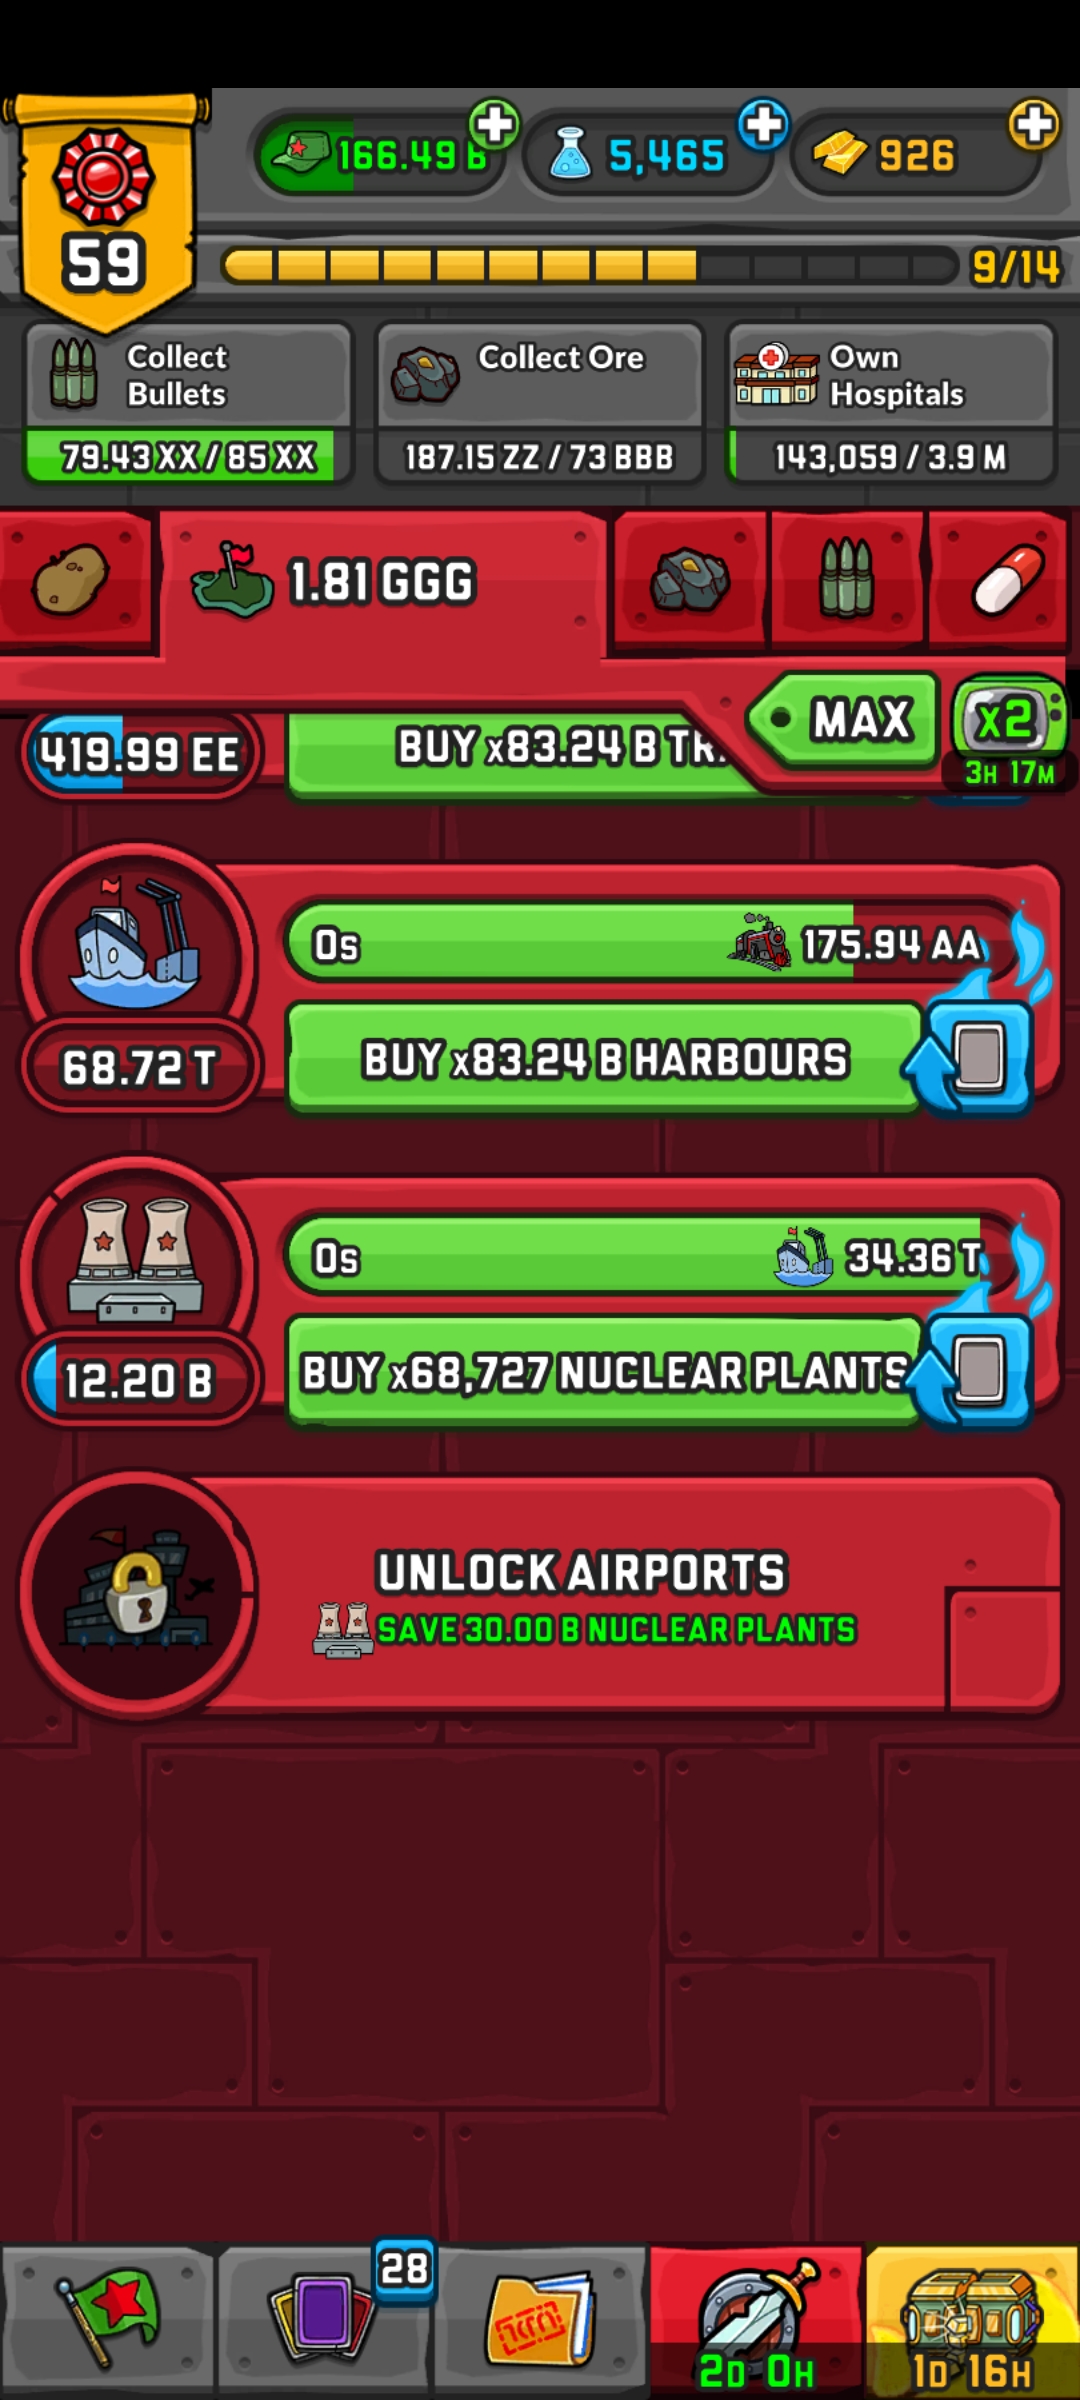 166.49 B
5,465
926
59
9/14
Collect
Bullets
79.43 XX / 85 XX
Collect Ore
187.15 ZZ / 73 BBB
Own
Hospitals
143,059 / 3.9 M
1.81 GGG
MAX
x2
3H 17M
419.99 EE
BUY x83.24 B
0s
175.94 AA
68.72 T
BUY x83.24 B HARBOURS
0s
34.36 T
12.20 B
BUY x68,727 NUCLEAR PLANTS
UNLOCK AIRPORTS
SAVE 30.00 B NUCLEAR PLANTS
28
2D 0H
1D 16H